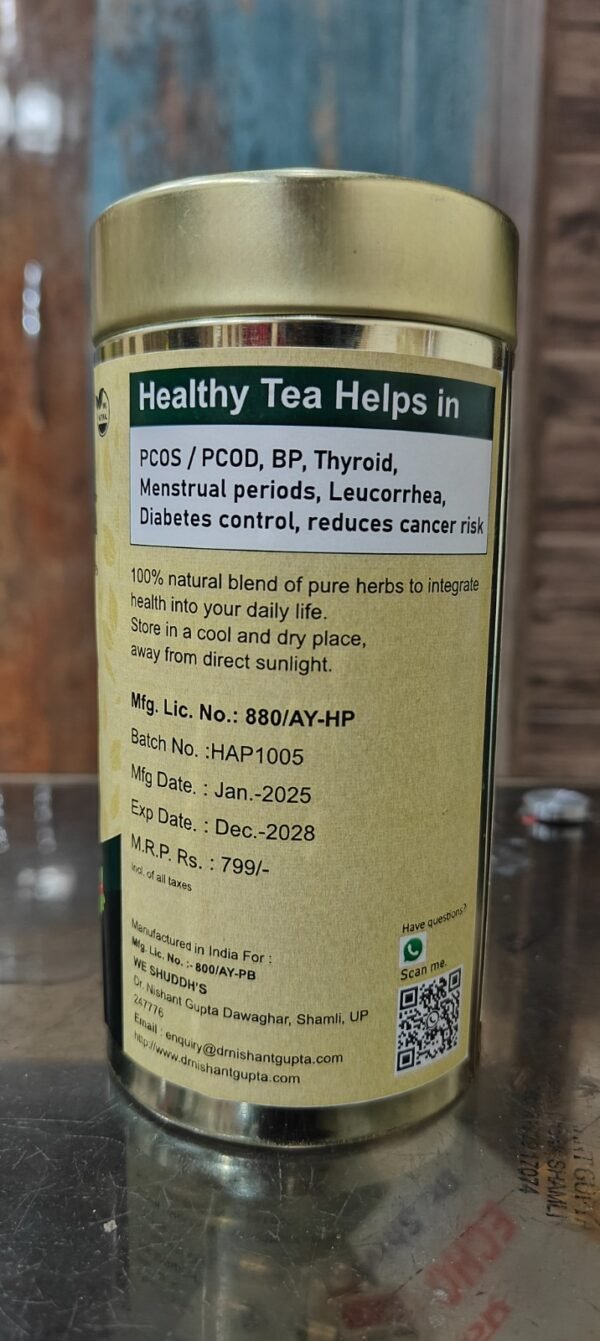 Healthy Tea Helps in
PCOS / PCOD, BP, Thyroid,
Menstrual periods, Leucorrhea,
Diabetes control, reduces cancer risk
100% natural blend of pure herbs to integrate
health into your daily life.
Store in a cool and dry place,
away from direct sunlight.
Mfg. Lic. No.: 880/AY-HP
Batch No. :HAP1005
Mfg Date. : Jan.-2025
Exp Date. : Dec.-2028
M.R.P. Rs. : 799/-
incl. of all taxes
Manufactured in India For :
Mfg. Lic. No. :- 800/AY-PB
WE SHUDDH'S
Dr. Nishant Gupta Dawaghar, Shamli, UP
247776
Email : enquiry@drnishantgupta.com
http://www.drnishantgupta.com
Have questions?
Scan me.